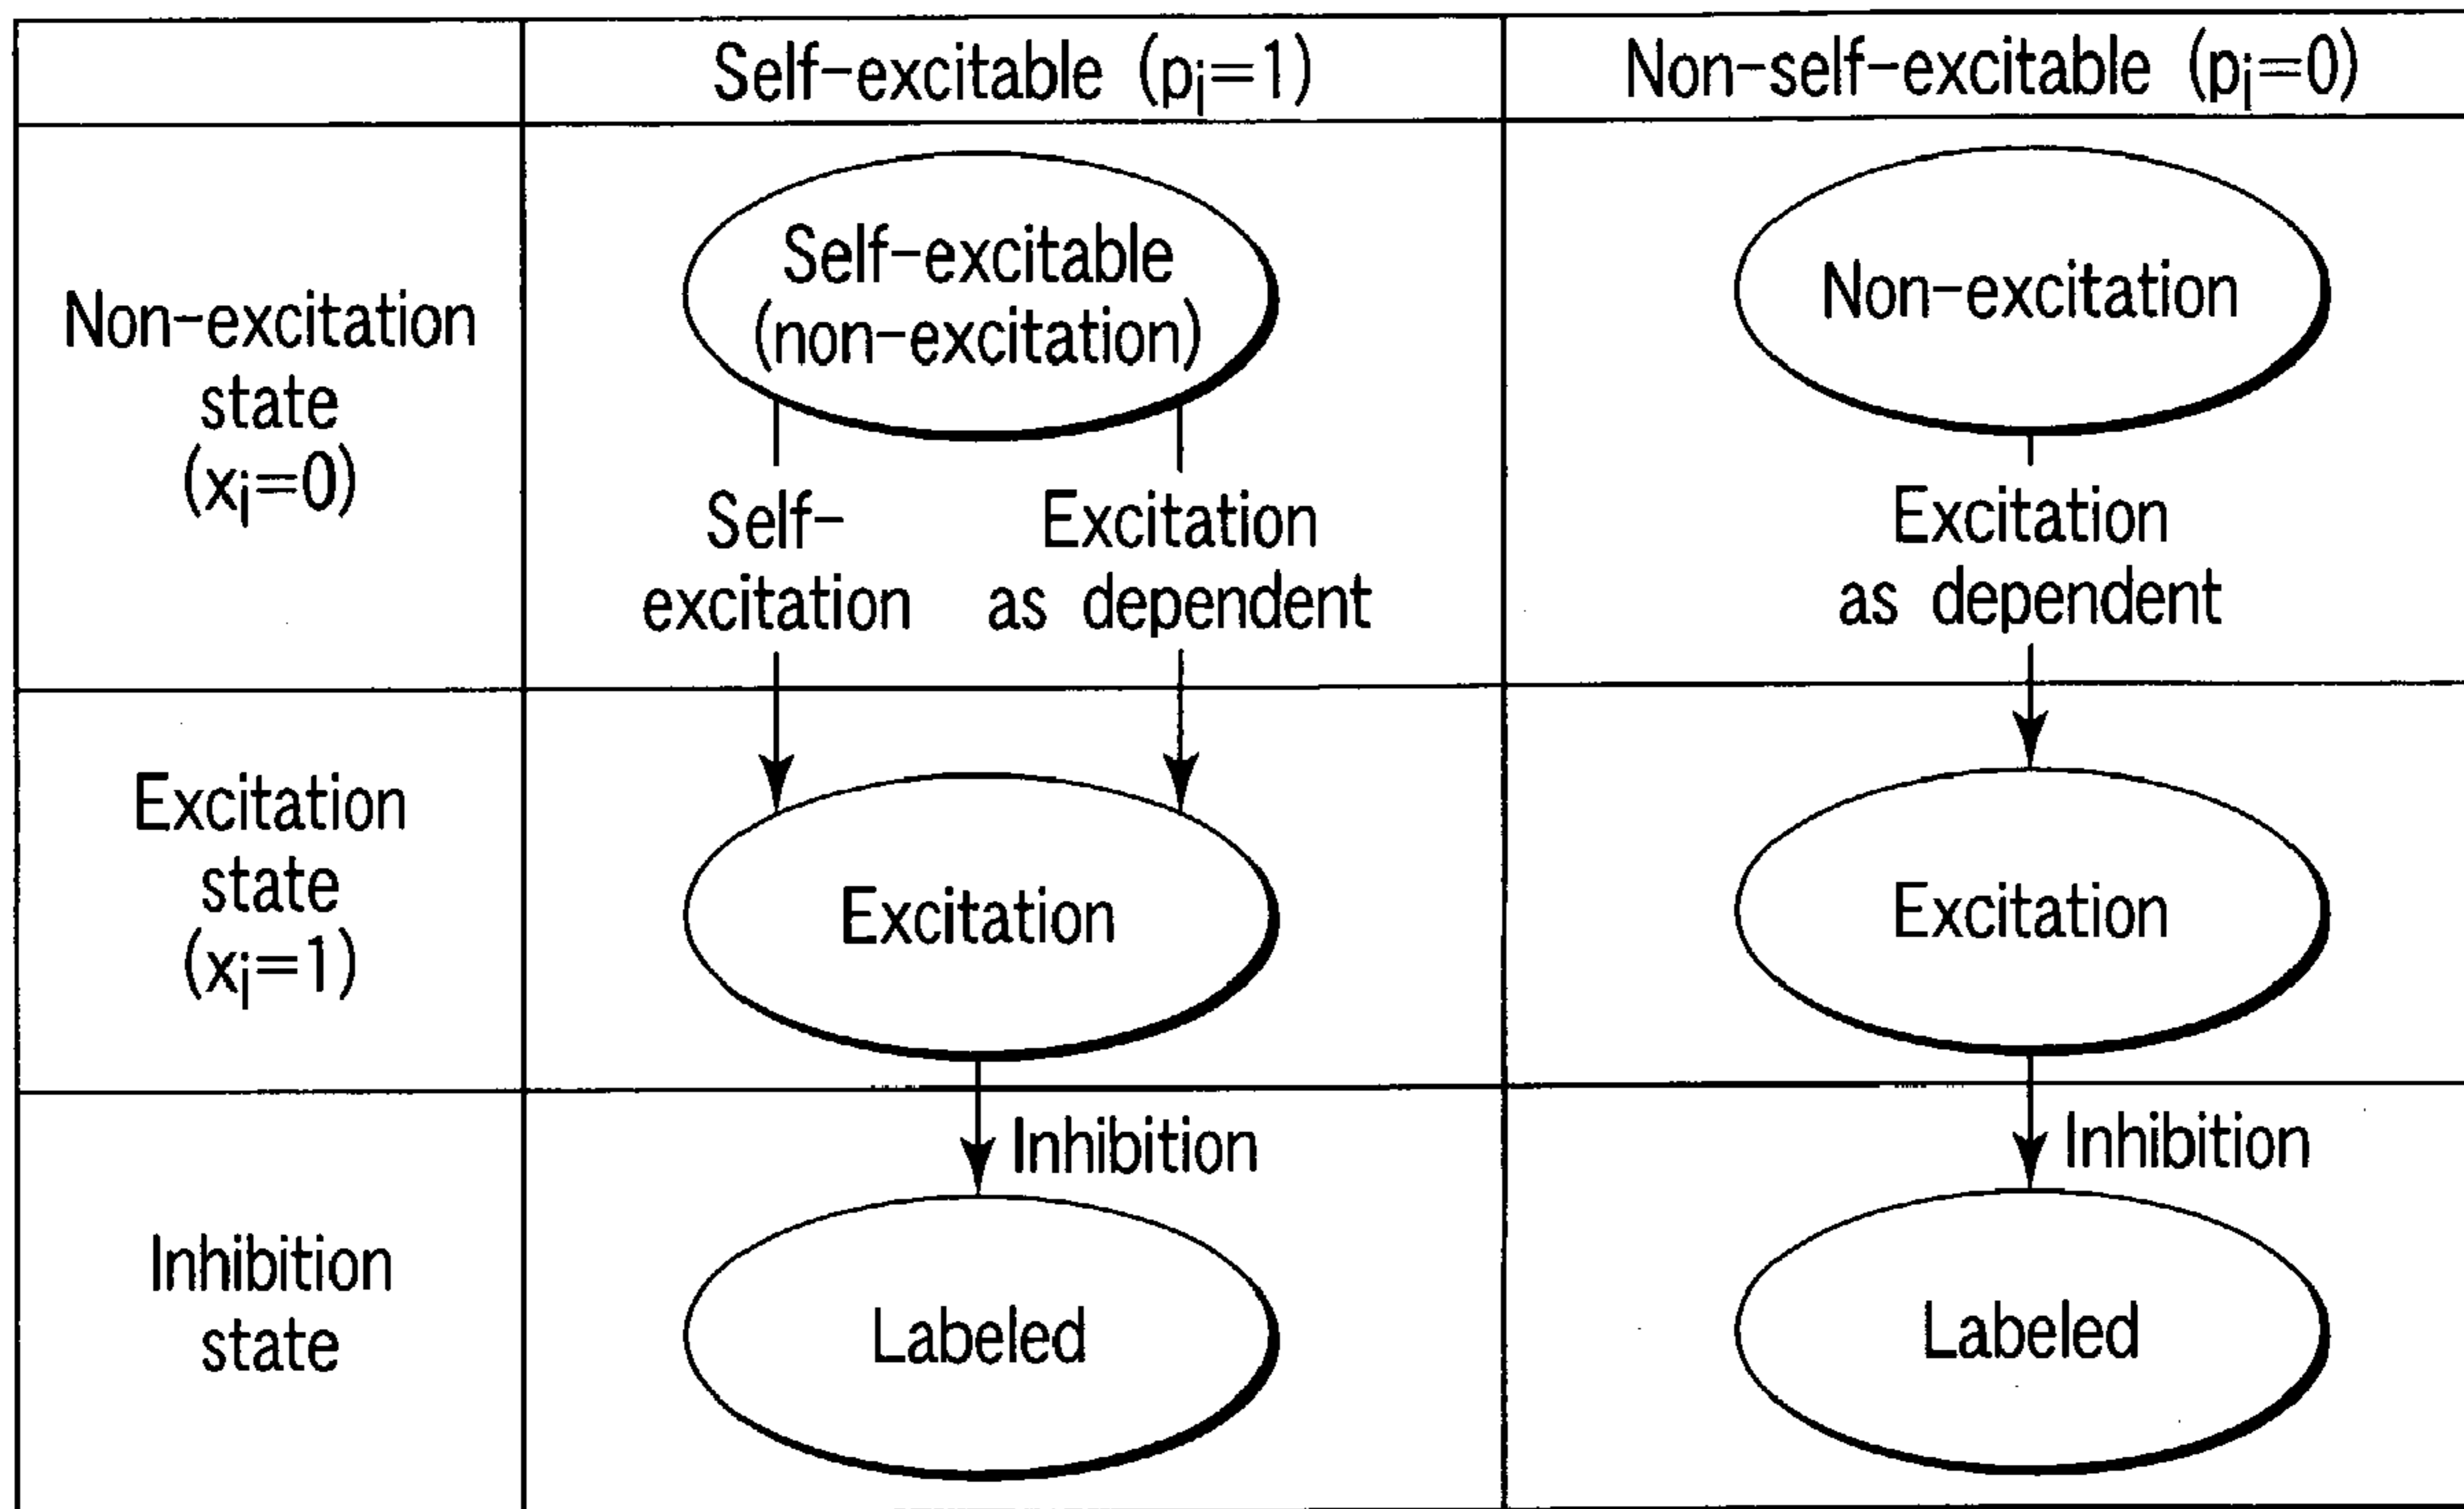 Self-excitable (pi=1)
Non-self-excitable (pi=0)
Non-excitation
state
(xi=0)
Self-excitable
(non-excitation)
Self-
excitation
Excitation
as dependent
Non-excitation
Excitation
as dependent
Excitation
state
(xi=1)
Excitation
Excitation
Inhibition
state
Inhibition
Labeled
Inhibition
Labeled